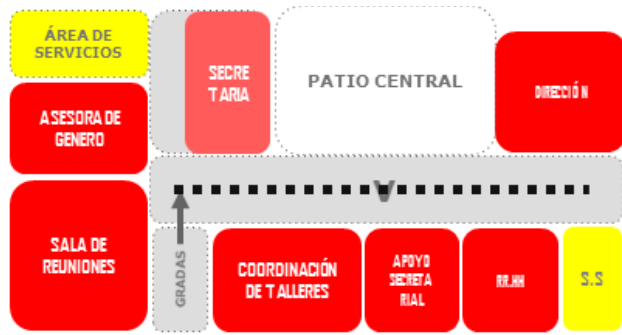 ÁREA DE
SERVICIOS
SECRE
TARIA
PATIO CENTRAL
DIRECCIÓN
ASESORA DE
GENERO
V
SALA DE
REUNIONES
GRADAS
COORDINACIÓN
DE TALLERES
APOYO
SECRETA
RIAL
RR.HH
S.S